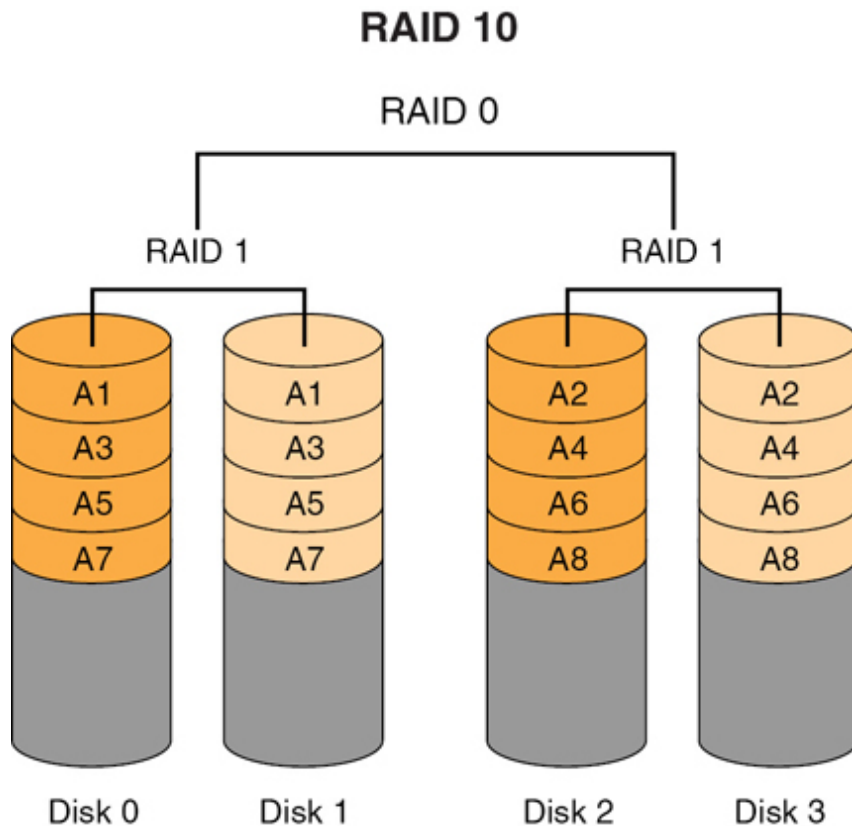 RAID 10
RAID 0
RAID 1 RAID 1
A1 A1 A2 A2
A3 A3 A4 A4
A5 A5 A6 A6
A7 A7 A8 A8
Disk 0 Disk 1 Disk 2 Disk 3